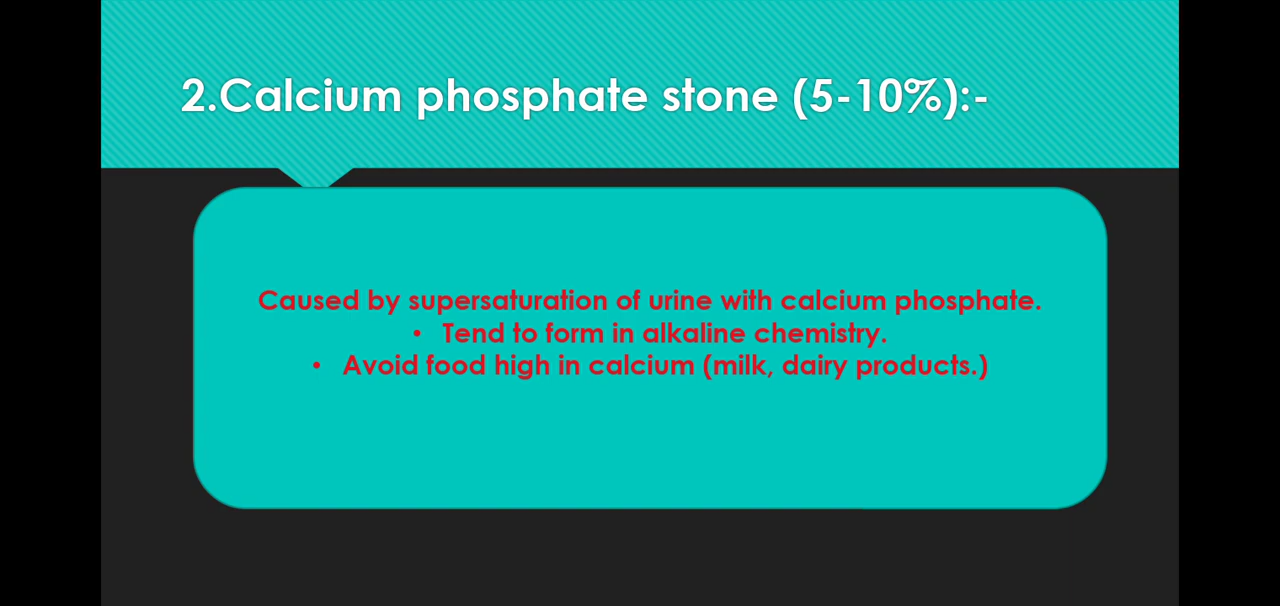 2.Calcium phosphate stone (5-10%):-
Caused by supersaturation of urine with calcium phosphate.
• Tend to form in alkaline chemistry.
• Avoid food high in calcium (milk, dairy products.)